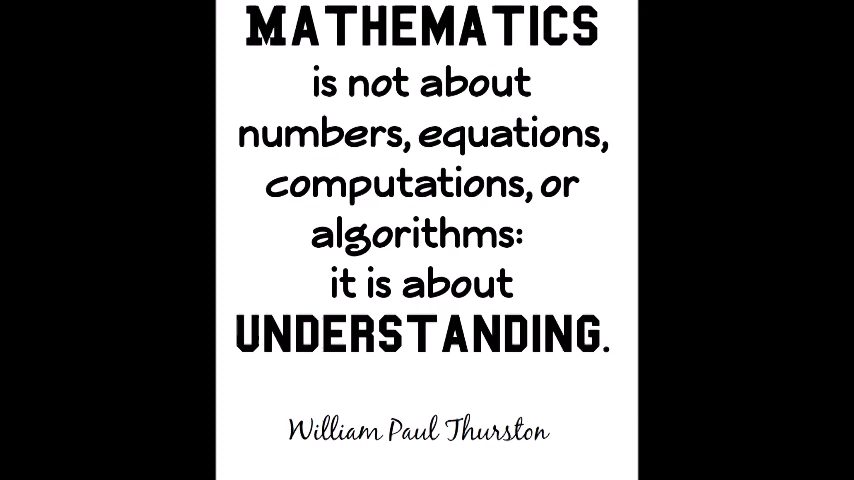 MATHEMATICS
is not about
numbers, equations,
computations, or
algorithms:
it is about
UNDERSTANDING.
William Paul Thurston